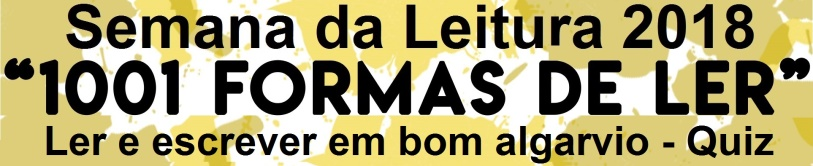 Semana da Leitura 2018
“1001 FORMAS DE LER”
Ler e escrever em bom algarvio - Quiz